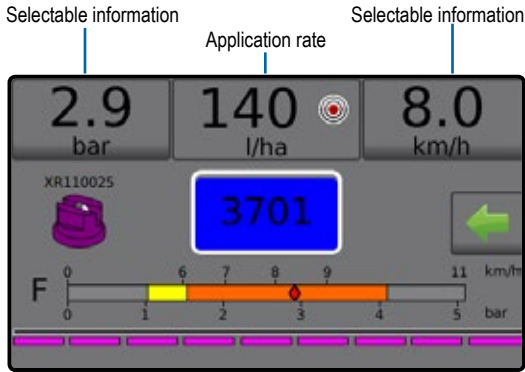 Selectable information
Selectable information
Application rate
2.9
bar
140
l/ha
8.0
km/h
XR110025
3701
F
0 6 7 8 9 11 km/h
0 1 2 3 4 5 bar